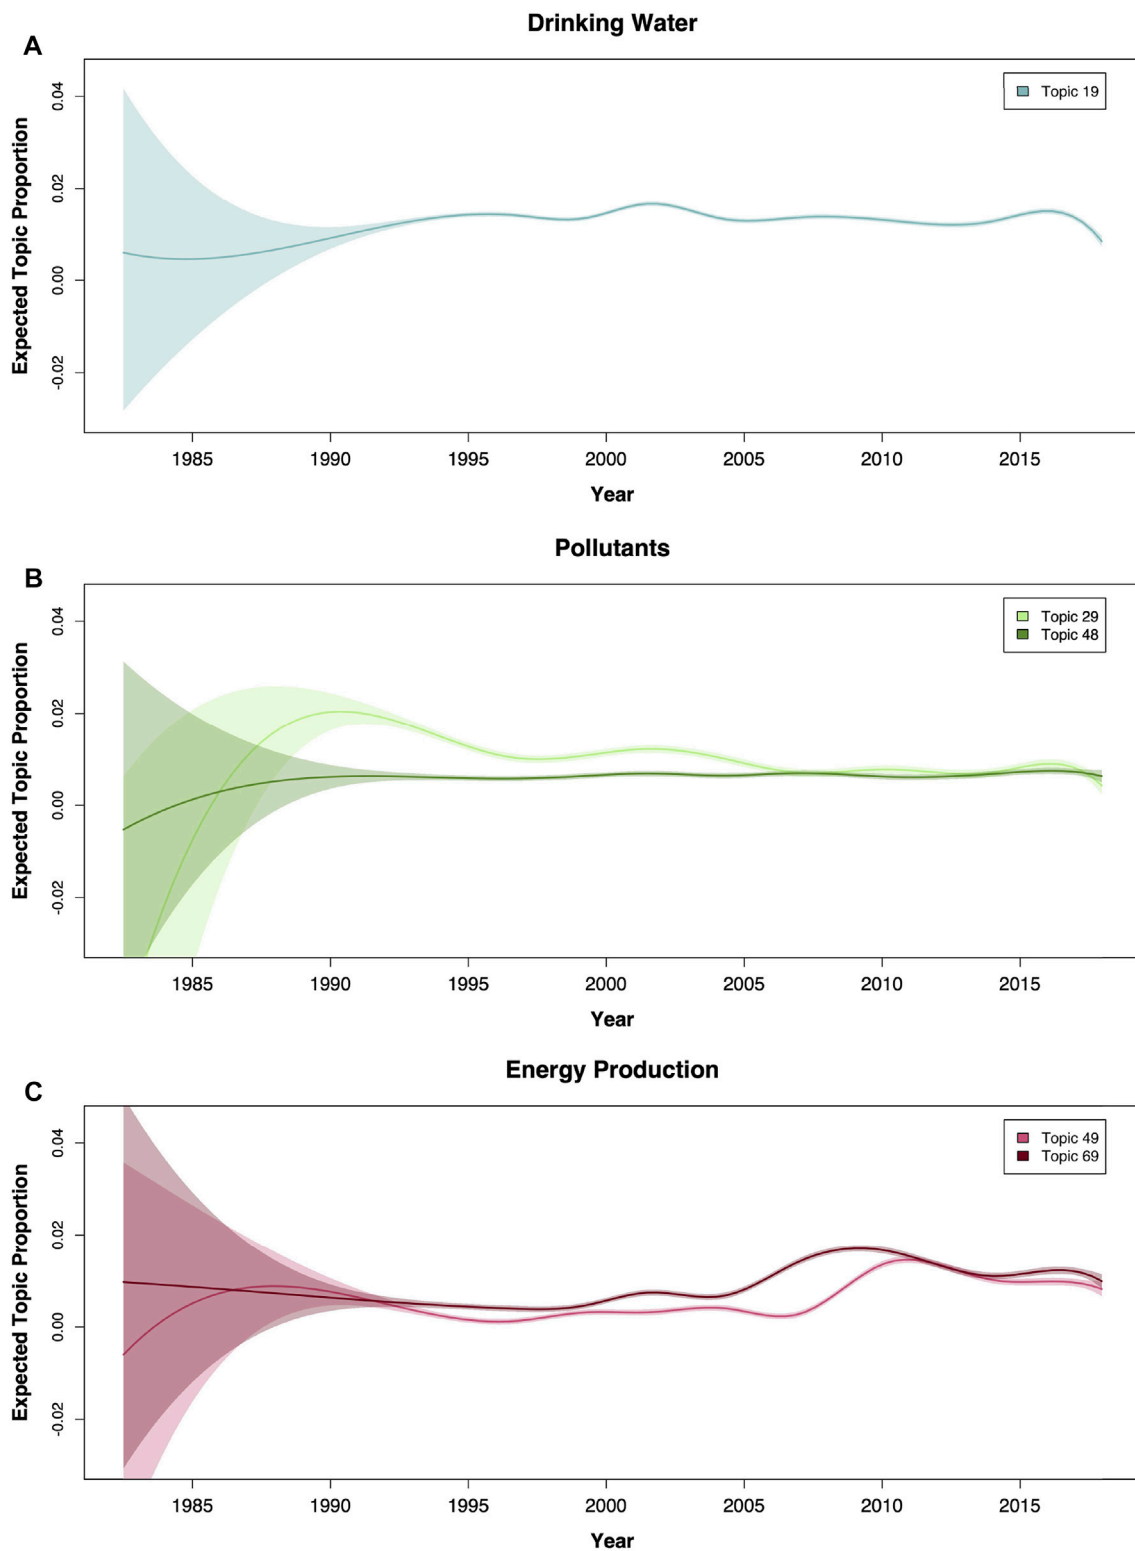 Drinking Water
A
Expected Topic Proportion
0.04
0.02
0.00
-0.02
Topic 19
1985 1990 1995 2000 2005 2010 2015
Year
Pollutants
B
Expected Topic Proportion
0.04
0.02
0.00
-0.02
Topic 29
Topic 48
1985 1990 1995 2000 2005 2010 2015
Year
Energy Production
C
Expected Topic Proportion
0.04
0.02
0.00
-0.02
Topic 49
Topic 69
1985 1990 1995 2000 2005 2010 2015
Year